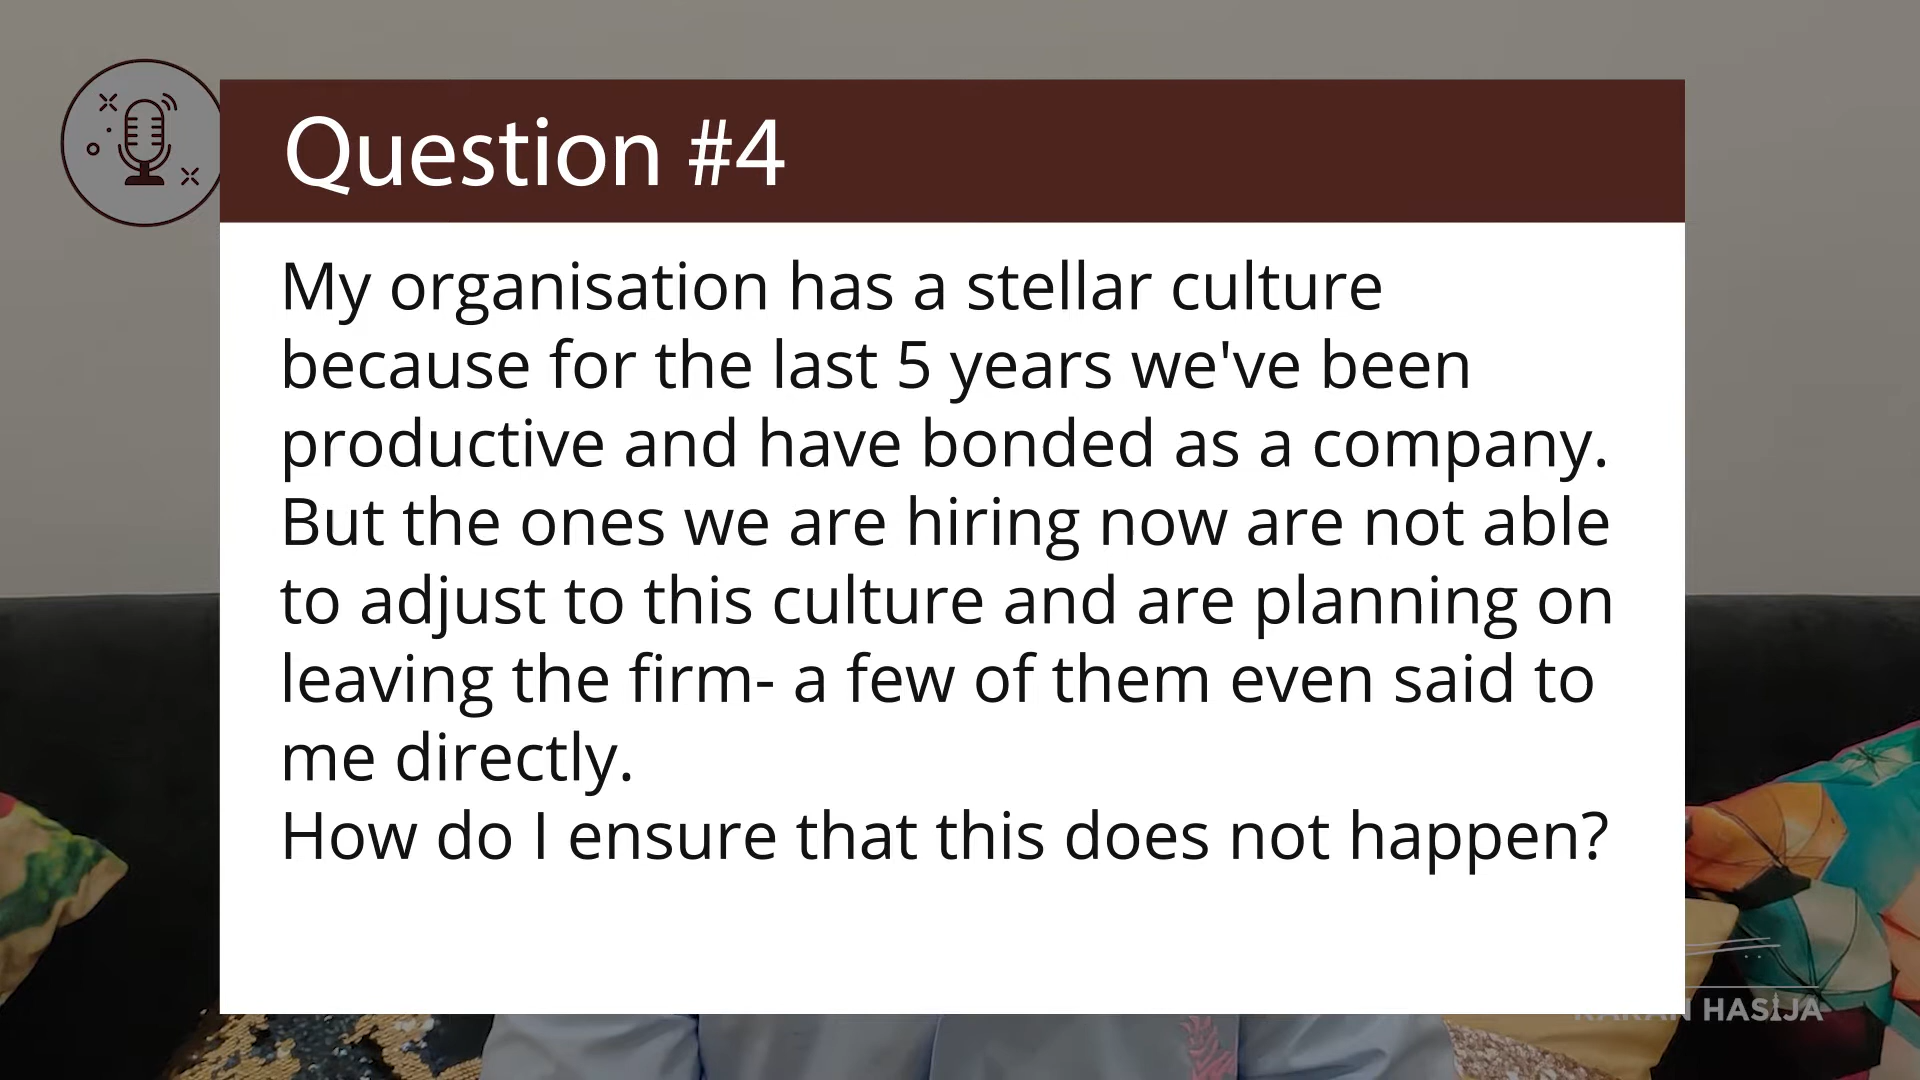 Question #4
My organisation has a stellar culture
because for the last 5 years we've been
productive and have bonded as a company.
But the ones we are hiring now are not able
to adjust to this culture and are planning on
leaving the firm- a few of them even said to
me directly.
How do I ensure that this does not happen?
KARAN HASIJA